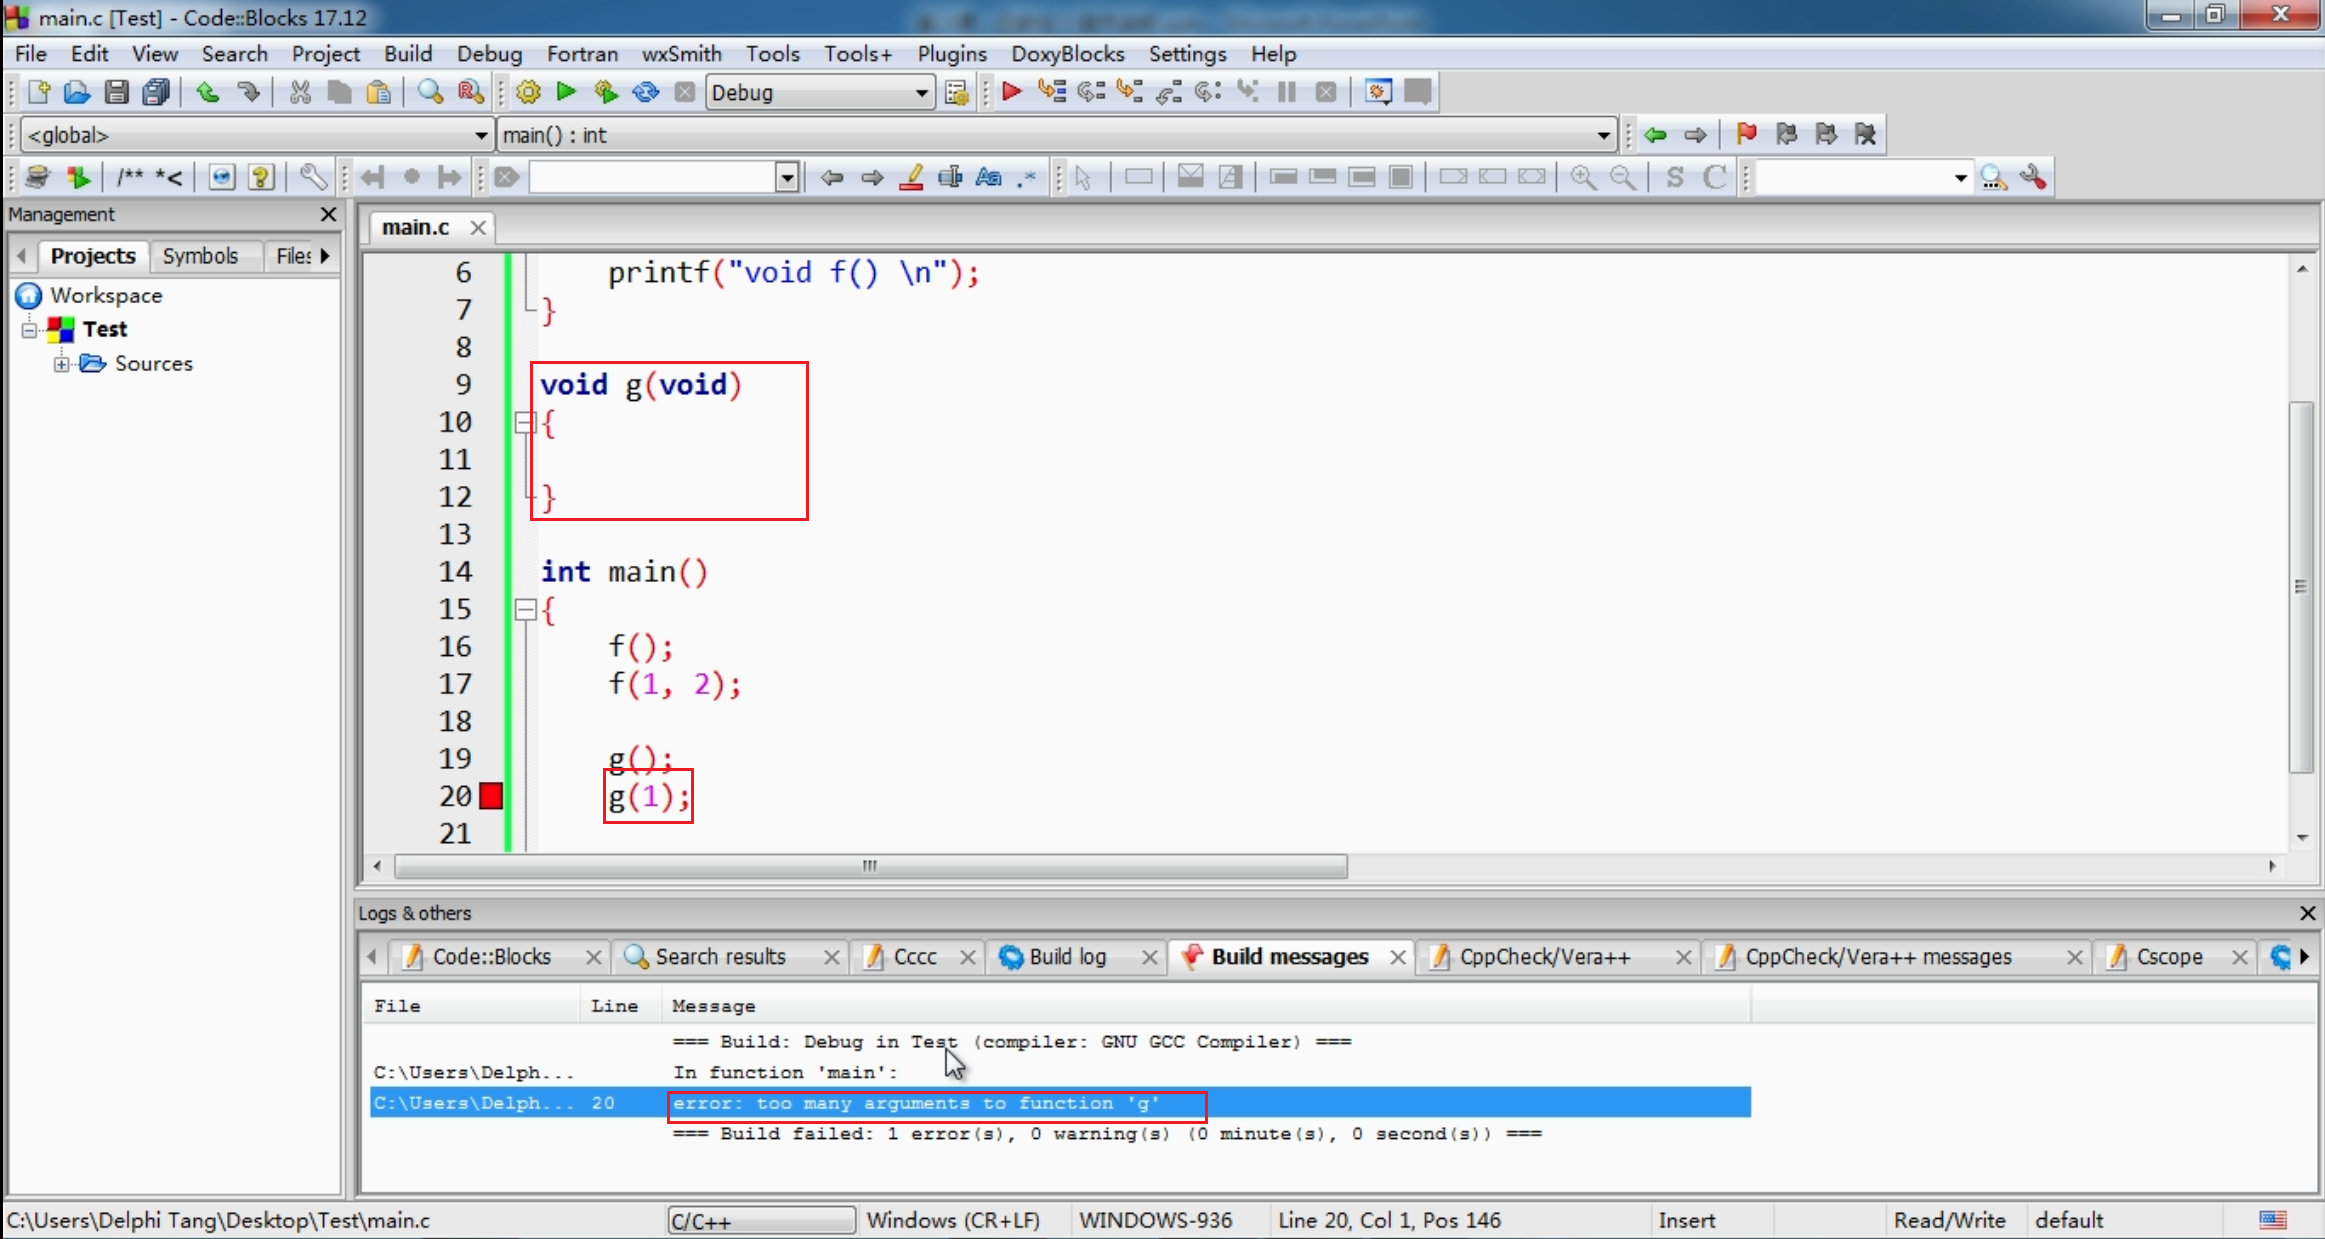 main.c [Test] - Code::Blocks 17.12
File Edit View Search Project Build Debug Fortran wxSmith Tools Tools+ Plugins DoxyBlocks Settings Help
Debug
<global> main() : int
/** *<
Aa .* S C
Management
Projects Symbols Files
Workspace
Test
Sources
main.c
6 printf("void f() \n");
7 }
8
9 void g(void)
10 {
11
12 }
13
14 int main()
15 {
16 f();
17 f(1, 2);
18
19 g();
20 g(1);
21
Logs & others
Code::Blocks Search results Cccc Build log Build messages CppCheck/Vera++ CppCheck/Vera++ messages Cscope
File Line Message
=== Build: Debug in Test (compiler: GNU GCC Compiler) ===
C:\Users\Delph... In function 'main':
C:\Users\Delph... 20 error: too many arguments to function 'g'
=== Build failed: 1 error(s), 0 warning(s) (0 minute(s), 0 second(s)) ===
C:\Users\Delphi Tang\Desktop\Test\main.c C/C++ Windows (CR+LF) WINDOWS-936 Line 20, Col 1, Pos 146 Insert Read/Write default